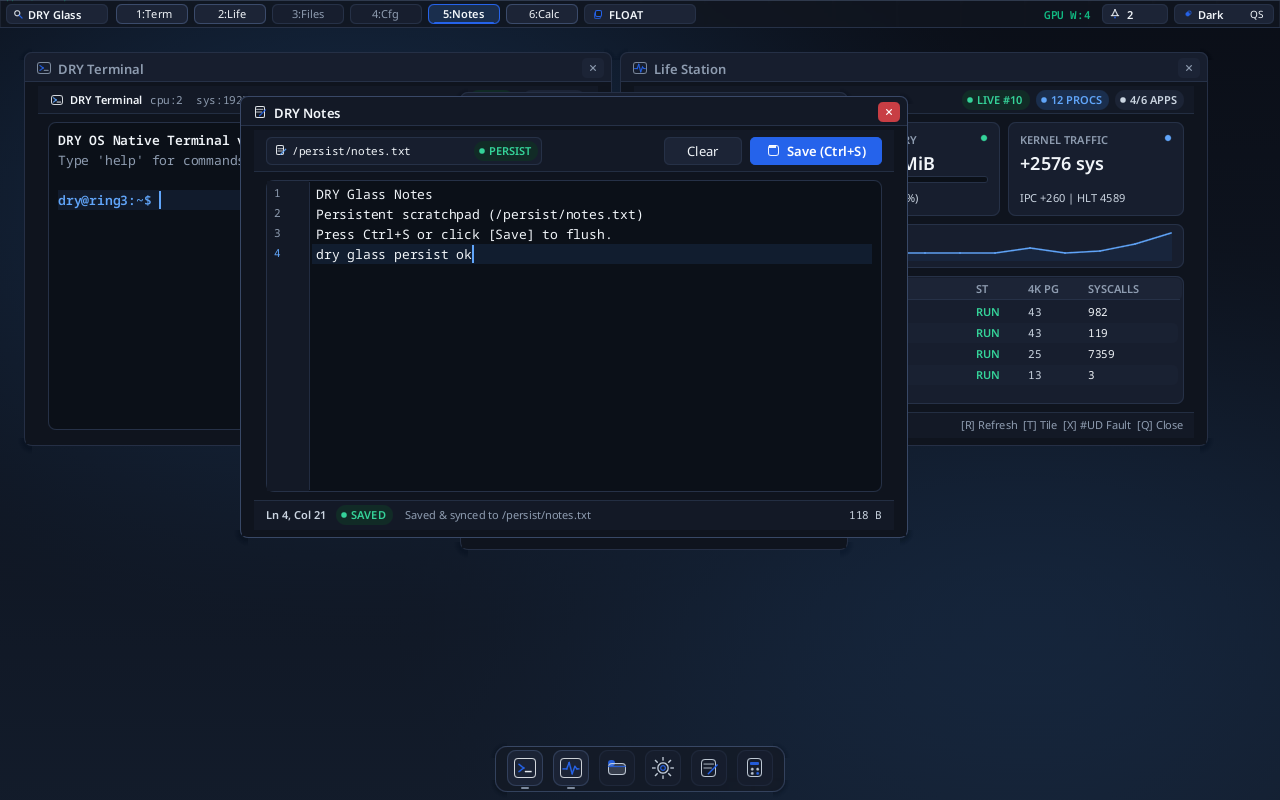 DRY Glass 1:Term 2:Life 3:Files 4:Cfg 5:Notes 6:Calc FLOAT GPU W:4 2 Dark QS
DRY Terminal ×
DRY Terminal cpu:2
DRY OS Native Terminal
Type 'help' for commands
dry@ring3:~$
Life Station ×
LIVE #10 12 PROCS 4/6 APPS
KERNEL TRAFFIC
+2576 sys
IPC +260 | HLT 4589
ST 4K PG SYSCALLS
RUN 43 982
RUN 43 119
RUN 25 7359
RUN 13 3
[R] Refresh [T] Tile [X] #UD Fault [Q] Close
DRY Notes ×
/persist/notes.txt PERSIST Clear Save (Ctrl+S)
1 DRY Glass Notes
2 Persistent scratchpad (/persist/notes.txt)
3 Press Ctrl+S or click [Save] to flush.
4 dry glass persist ok
Ln 4, Col 21 SAVED Saved & synced to /persist/notes.txt 118 B